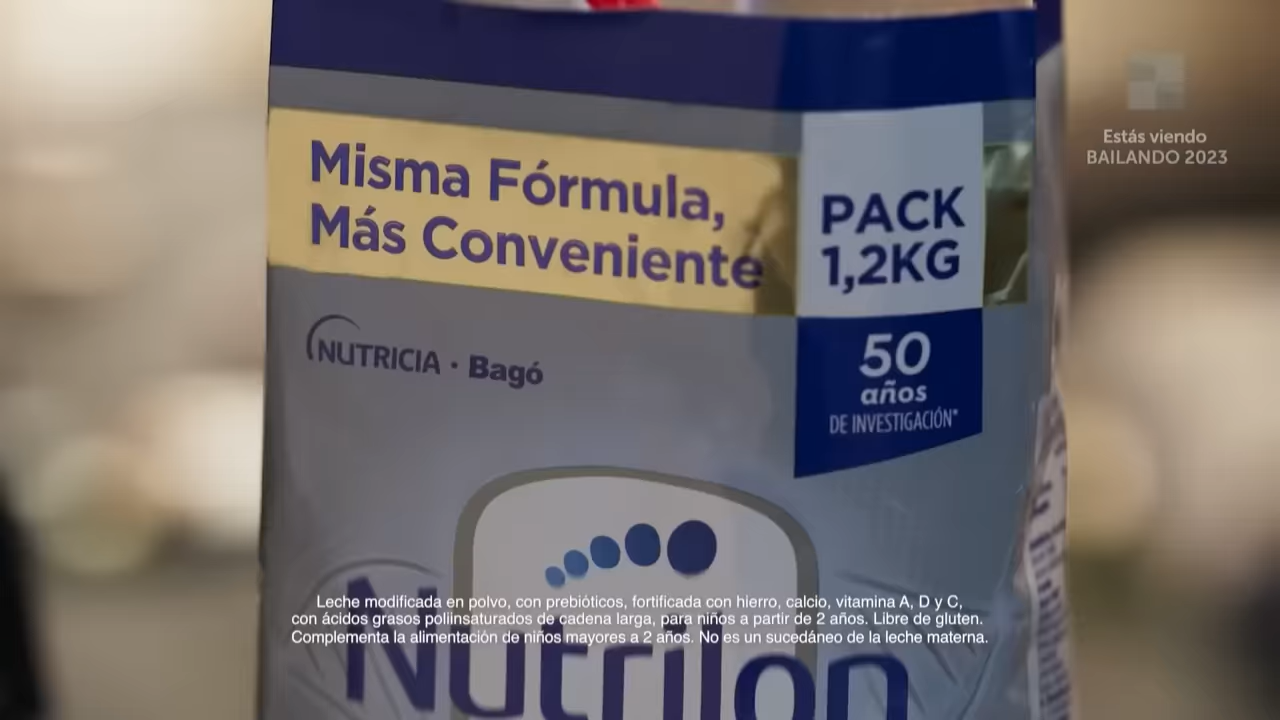 Misma Fórmula,
Más Conveniente
PACK
1,2KG
Estás viendo
BAILANDO 2023
50
años
DE INVESTIGACIÓN*
NUTRICIA · Bagó
Nutrilon
Leche modificada en polvo, con prebióticos, fortificada con hierro, calcio, vitamina A, D y C,
con ácidos grasos poliinsaturados de cadena larga, para niños a partir de 2 años. Libre de gluten.
Complementa la alimentación de niños mayores a 2 años. No es un sucedáneo de la leche materna.